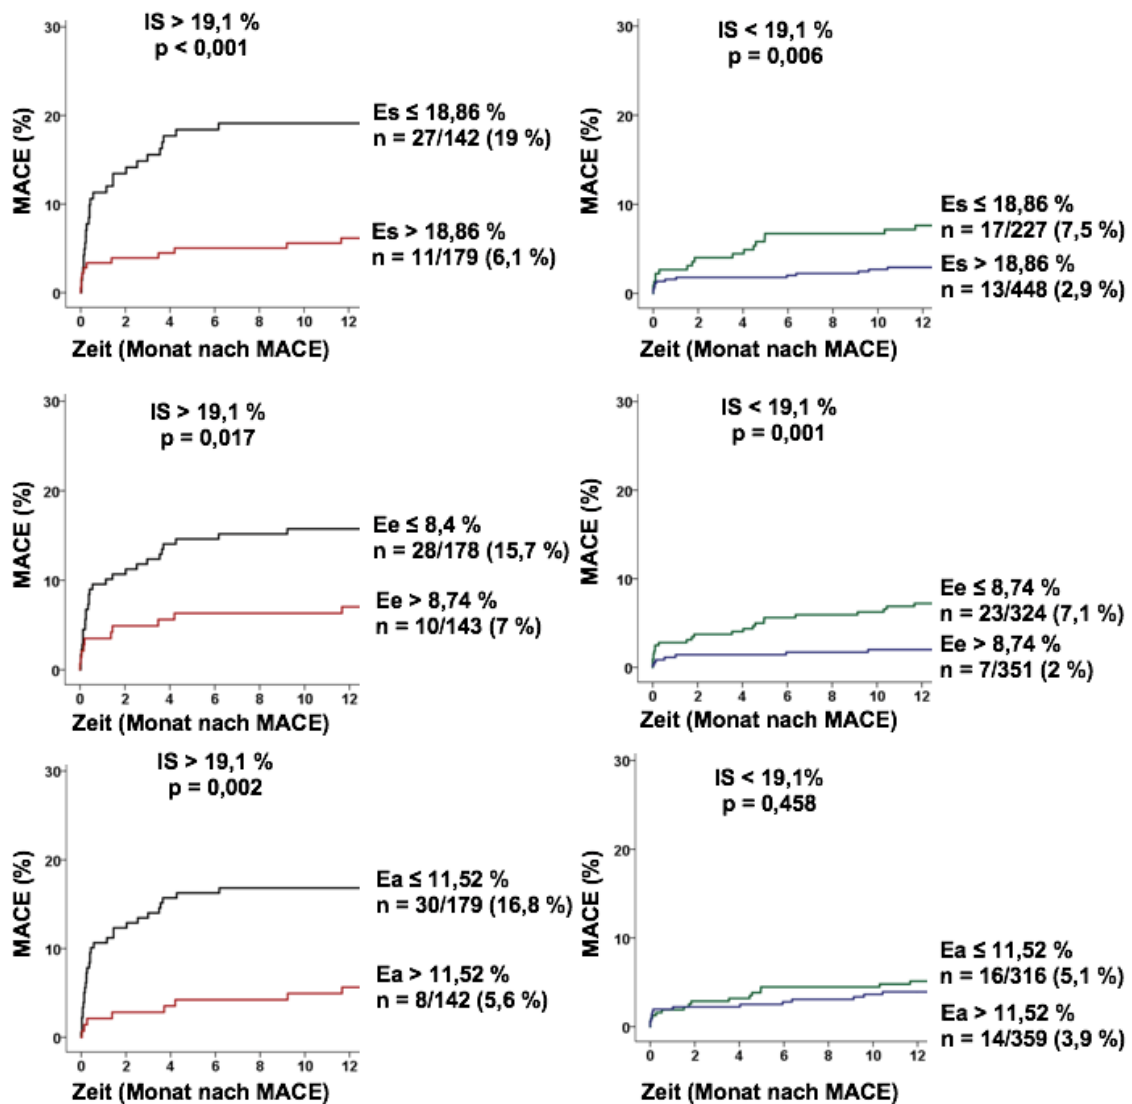 IS > 19,1 %
p < 0,001
30
20
10
0
MACE (%)
Es ≤ 18,86 %
n = 27/142 (19 %)
Es > 18,86 %
n = 11/179 (6,1 %)
0 2 4 6 8 10 12
Zeit (Monat nach MACE)
IS < 19,1 %
p = 0,006
30
20
10
0
MACE (%)
Es ≤ 18,86 %
n = 17/227 (7,5 %)
Es > 18,86 %
n = 13/448 (2,9 %)
0 2 4 6 8 10 12
Zeit (Monat nach MACE)
IS > 19,1 %
p = 0,017
30
20
10
0
MACE (%)
Ee ≤ 8,4 %
n = 28/178 (15,7 %)
Ee > 8,74 %
n = 10/143 (7 %)
0 2 4 6 8 10 12
Zeit (Monat nach MACE)
IS < 19,1 %
p = 0,001
30
20
10
0
MACE (%)
Ee ≤ 8,74 %
n = 23/324 (7,1 %)
Ee > 8,74 %
n = 7/351 (2 %)
0 2 4 6 8 10 12
Zeit (Monat nach MACE)
IS > 19,1 %
p = 0,002
30
20
10
0
MACE (%)
Ea ≤ 11,52 %
n = 30/179 (16,8 %)
Ea > 11,52 %
n = 8/142 (5,6 %)
0 2 4 6 8 10 12
Zeit (Monat nach MACE)
IS < 19,1%
p = 0,458
30
20
10
0
MACE (%)
Ea ≤ 11,52 %
n = 16/316 (5,1 %)
Ea > 11,52 %
n = 14/359 (3,9 %)
0 2 4 6 8 10 12
Zeit (Monat nach MACE)